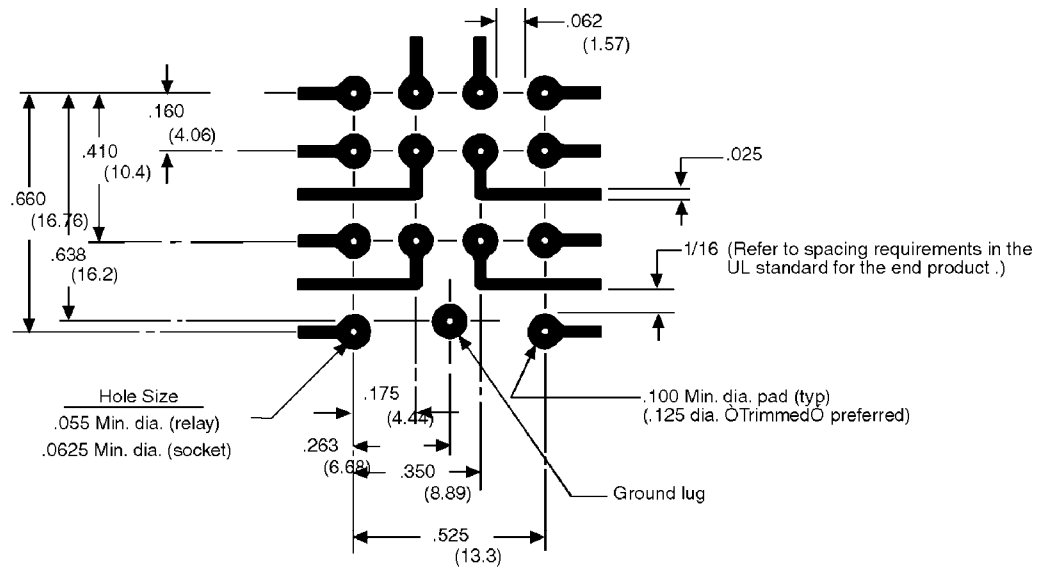 .062
(1.57)
.160
(4.06)
.410
(10.4)
.025
.660
(16.76)
.638
(16.2)
1/16 (Refer to spacing requirements in the
UL standard for the end product .)
Hole Size
.055 Min. dia. (relay)
.0625 Min. dia. (socket)
.175
(4.44)
.100 Min. dia. pad (typ)
(.125 dia. ÒTrimmedÓ preferred)
.263
(6.68)
.350
(8.89)
Ground lug
.525
(13.3)